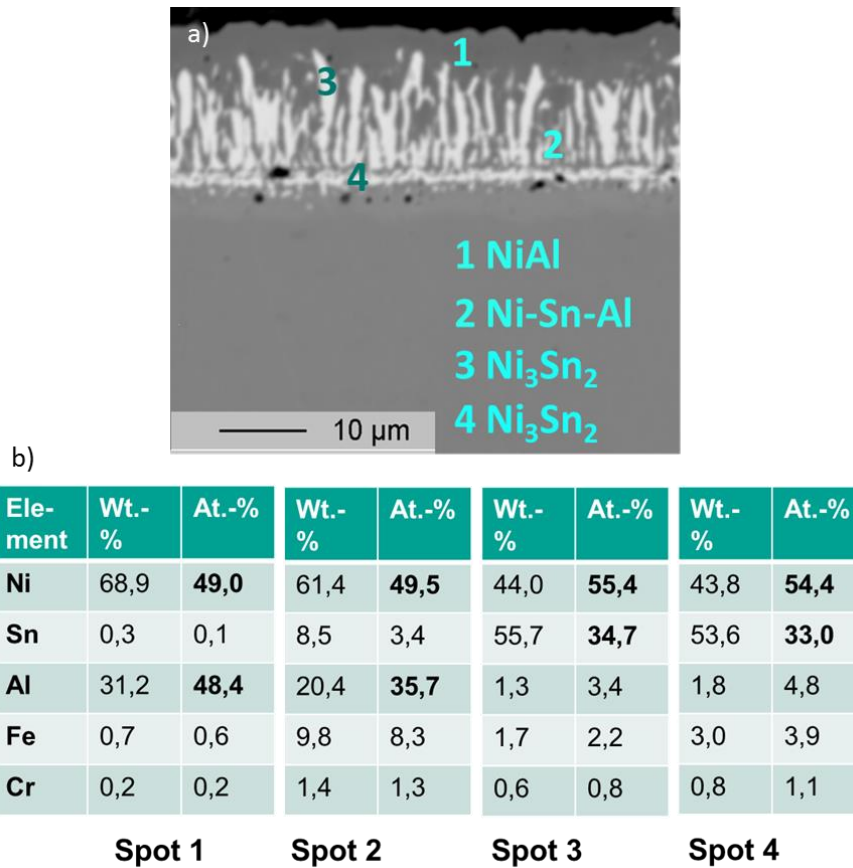 a)
1
3
2
4
1 NiAl
2 Ni-Sn-Al
3 Ni₃Sn₂
4 Ni₃Sn₂
10 µm
b)
Ele-ment Wt.-% At.-% Wt.-% At.-% Wt.-% At.-% Wt.-% At.-%
Ni 68,9 49,0 61,4 49,5 44,0 55,4 43,8 54,4
Sn 0,3 0,1 8,5 3,4 55,7 34,7 53,6 33,0
Al 31,2 48,4 20,4 35,7 1,3 3,4 1,8 4,8
Fe 0,7 0,6 9,8 8,3 1,7 2,2 3,0 3,9
Cr 0,2 0,2 1,4 1,3 0,6 0,8 0,8 1,1
Spot 1 Spot 2 Spot 3 Spot 4